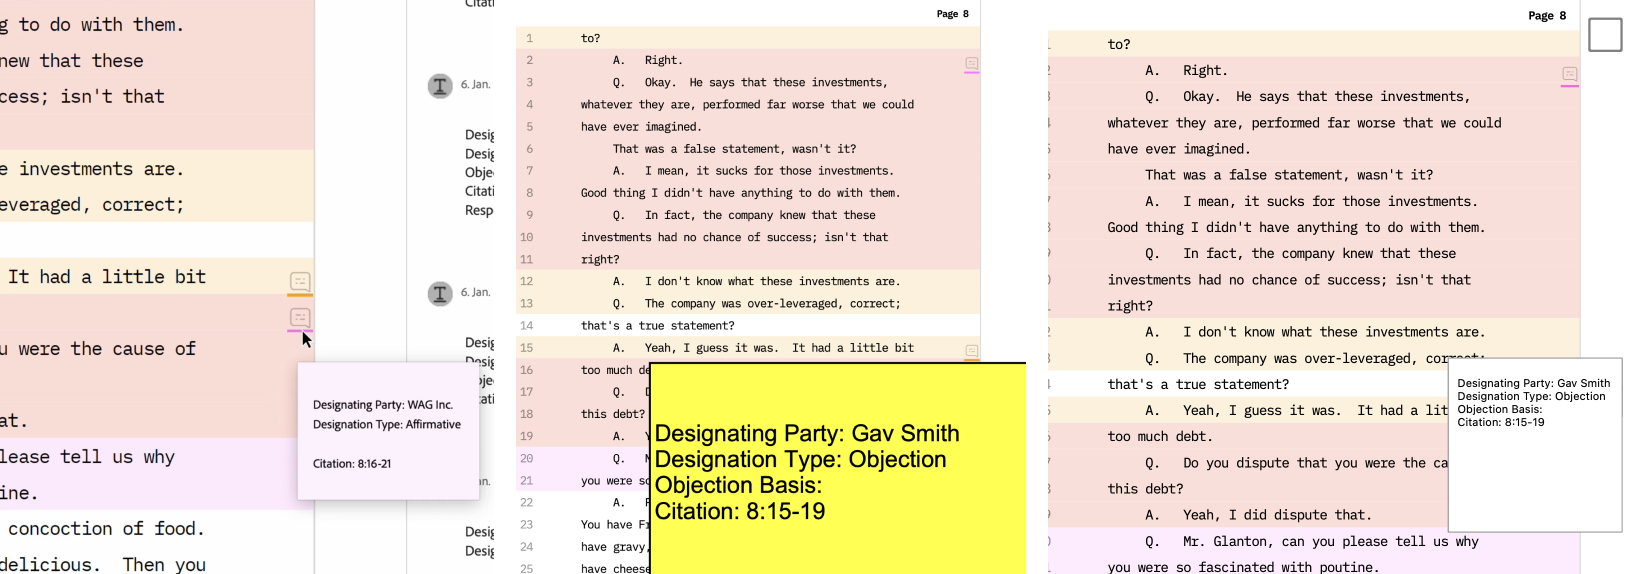 Citati
g to do with them.
new that these
cess; isn't that
e investments are.
everaged, correct;
It had a little bit
u were the cause of
at.
lease tell us why
ine.
concoction of food.
delicious. Then you
Designating Party: WAG Inc.
Designation Type: Affirmative
Citation: 8:16-21
T 6. Jan.
Desig
Desig
Objec
Citati
Resp
T 6. Jan.
Desig
Desig
bjec
tati
an.
Desig
Desig
Page 8
1 to?
2 A. Right.
3 Q. Okay. He says that these investments,
4 whatever they are, performed far worse that we could
5 have ever imagined.
6 That was a false statement, wasn't it?
7 A. I mean, it sucks for those investments.
8 Good thing I didn't have anything to do with them.
9 Q. In fact, the company knew that these
10 investments had no chance of success; isn't that
11 right?
12 A. I don't know what these investments are.
13 Q. The company was over-leveraged, correct;
14 that's a true statement?
15 A. Yeah, I guess it was. It had a little bit
16 too much de
17 Q. D
18 this debt?
19 A. Y
20 Q. M
21 you were so
22 A. F
23 You have Fr
24 have gravy,
25 have cheese
Designating Party: Gav Smith
Designation Type: Objection
Objection Basis:
Citation: 8:15-19
Page 8
to?
A. Right.
Q. Okay. He says that these investments,
whatever they are, performed far worse that we could
have ever imagined.
That was a false statement, wasn't it?
A. I mean, it sucks for those investments.
Good thing I didn't have anything to do with them.
Q. In fact, the company knew that these
investments had no chance of success; isn't that
right?
A. I don't know what these investments are.
Q. The company was over-leveraged, correct;
that's a true statement?
A. Yeah, I guess it was. It had a lit
too much debt.
Q. Do you dispute that you were the ca
this debt?
A. Yeah, I did dispute that.
Q. Mr. Glanton, can you please tell us why
you were so fascinated with poutine.
Designating Party: Gav Smith
Designation Type: Objection
Objection Basis:
Citation: 8:15-19